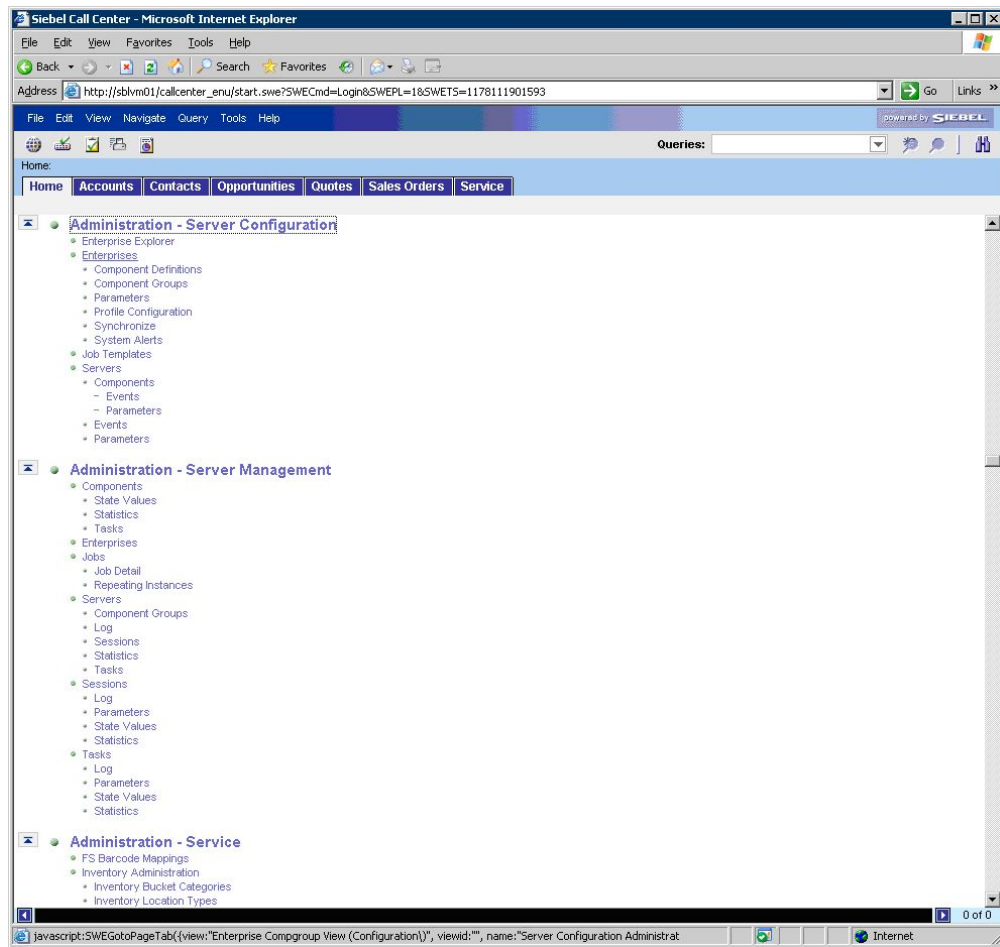 Siebel Call Center - Microsoft Internet Explorer
File Edit View Favorites Tools Help
Back Search Favorites
Address http://sblvm01/callcenter_enu/start.swe?SWECmd=Login&SWEPL=1&SWETS=1178111901593 Go Links »
File Edit View Navigate Query Tools Help powered by SIEBEL.
Queries:
Home:
Home Accounts Contacts Opportunities Quotes Sales Orders Service
Administration - Server Configuration
Enterprise Explorer
Enterprises
Component Definitions
Component Groups
Parameters
Profile Configuration
Synchronize
System Alerts
Job Templates
Servers
Components
Events
Parameters
Events
Parameters
Administration - Server Management
Components
State Values
Statistics
Tasks
Enterprises
Jobs
Job Detail
Repeating Instances
Servers
Component Groups
Log
Sessions
Statistics
Tasks
Sessions
Log
Parameters
State Values
Statistics
Tasks
Log
Parameters
State Values
Statistics
Administration - Service
FS Barcode Mappings
Inventory Administration
Inventory Bucket Categories
Inventory Location Types
0 of 0
javascript:SWEGotoPageTab({view:"Enterprise Compgroup View (Configuration\)", viewid:"", name:"Server Configuration Administrat Internet